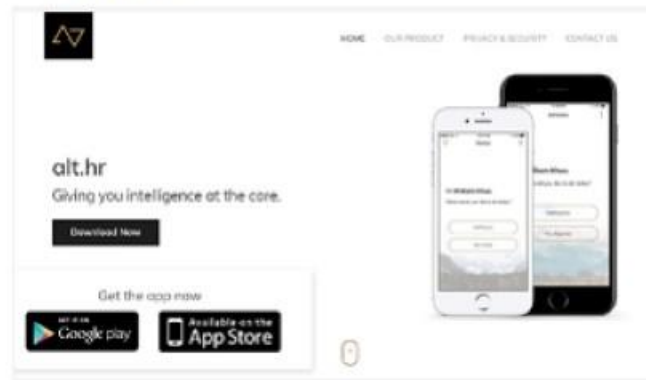 HOME OUR PRODUCT PRIVACY & SECURITY CONTACT US
alt.hr
Giving you intelligence at the core.
Download Now
Get the app now
GET IT ON
Google play
Available on the
App Store